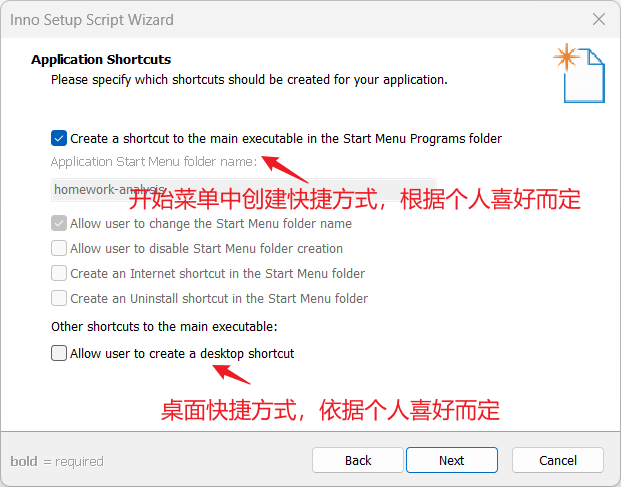 Inno Setup Script Wizard
Application Shortcuts
Please specify which shortcuts should be created for your application.
Create a shortcut to the main executable in the Start Menu Programs folder
Application Start Menu folder name:
homework-analysis
开始菜单中创建快捷方式，根据个人喜好而定
Allow user to change the Start Menu folder name
Allow user to disable Start Menu folder creation
Create an Internet shortcut in the Start Menu folder
Create an Uninstall shortcut in the Start Menu folder
Other shortcuts to the main executable:
Allow user to create a desktop shortcut
桌面快捷方式，依据个人喜好而定
bold = required
Back
Next
Cancel